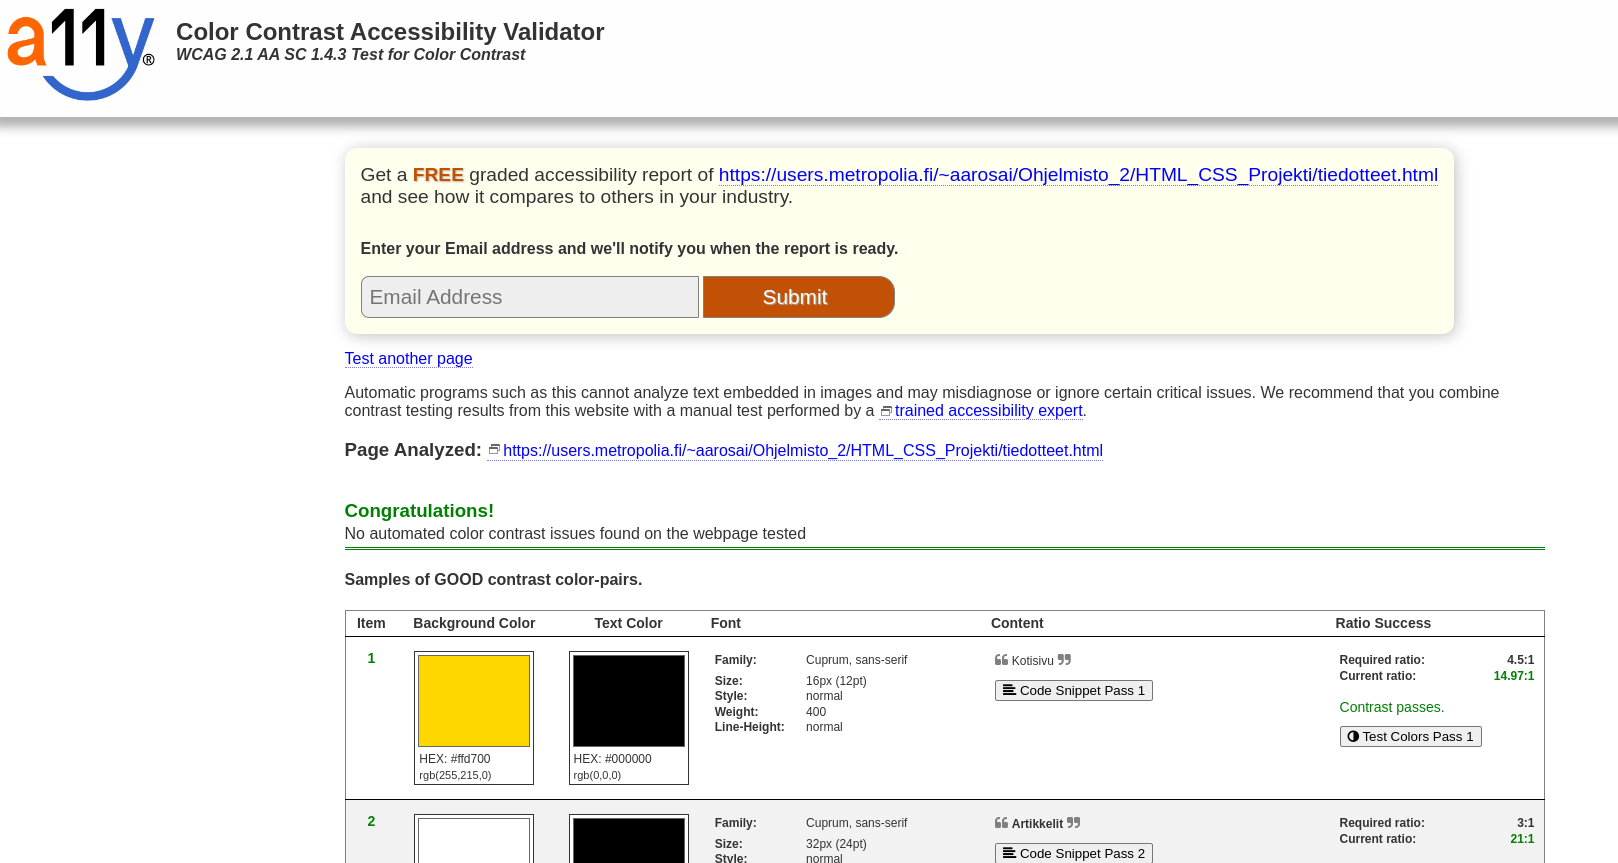 a11y®
Color Contrast Accessibility Validator
WCAG 2.1 AA SC 1.4.3 Test for Color Contrast
Get a FREE graded accessibility report of https://users.metropolia.fi/~aarosai/Ohjelmisto_2/HTML_CSS_Projekti/tiedotteet.html
and see how it compares to others in your industry.
Enter your Email address and we'll notify you when the report is ready.
Email Address Submit
Test another page
Automatic programs such as this cannot analyze text embedded in images and may misdiagnose or ignore certain critical issues. We recommend that you combine
contrast testing results from this website with a manual test performed by a trained accessibility expert.
Page Analyzed: https://users.metropolia.fi/~aarosai/Ohjelmisto_2/HTML_CSS_Projekti/tiedotteet.html
Congratulations!
No automated color contrast issues found on the webpage tested
Samples of GOOD contrast color-pairs.
Item Background Color Text Color Font Content Ratio Success
1 Family: Cuprum, sans-serif ❝ Kotisivu ❞ Required ratio: 4.5:1
Current ratio: 14.97:1
Size: 16px (12pt) Code Snippet Pass 1
Style: normal
Weight: 400 Contrast passes.
Line-Height: normal Test Colors Pass 1
HEX: #ffd700 HEX: #000000
rgb(255,215,0) rgb(0,0,0)
2 Family: Cuprum, sans-serif ❝ Artikkelit ❞ Required ratio: 3:1
Size: 32px (24pt) Current ratio: 21:1
Style: normal Code Snippet Pass 2